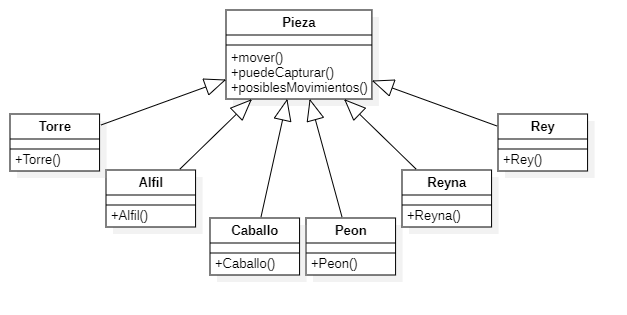 Pieza
+mover()
+puedeCapturar()
+posiblesMovimientos()
Torre
+Torre()
Alfil
+Alfil()
Caballo
+Caballo()
Peon
+Peon()
Reyna
+Reyna()
Rey
+Rey()